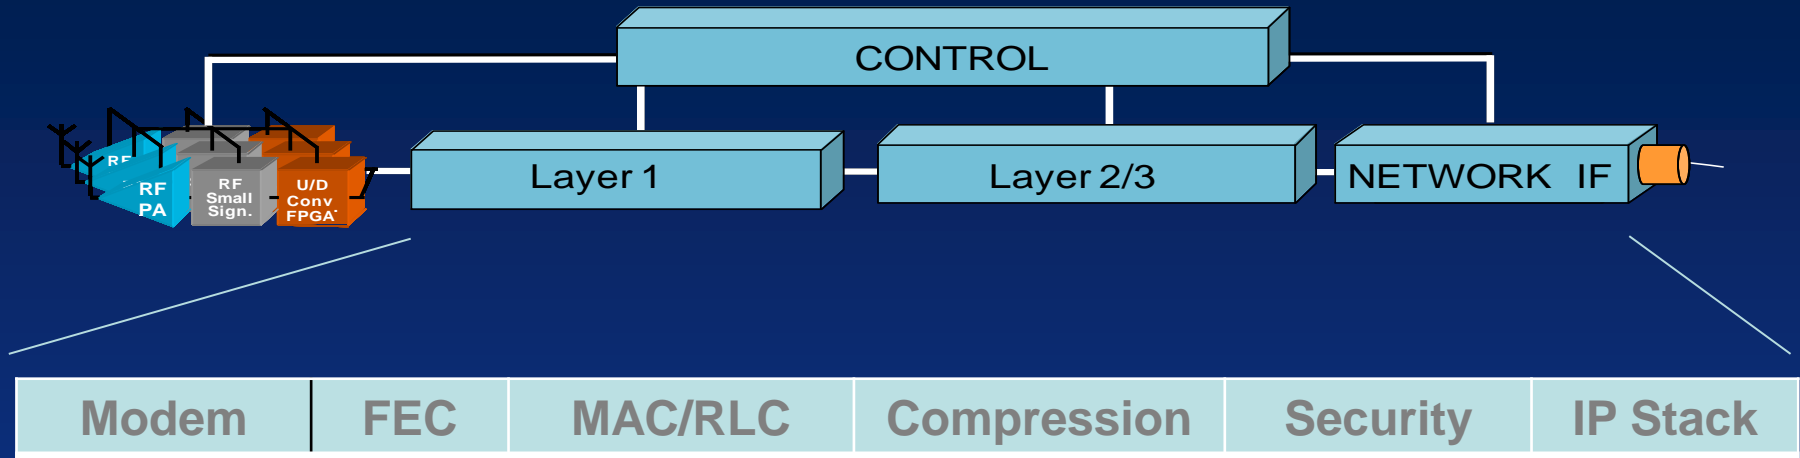 CONTROL
Layer 1
Layer 2/3
NETWORK IF
RF
RF
PA
RF
Small
Sign.
U/D
Conv
FPGA
Modem
FEC
MAC/RLC
Compression
Security
IP Stack